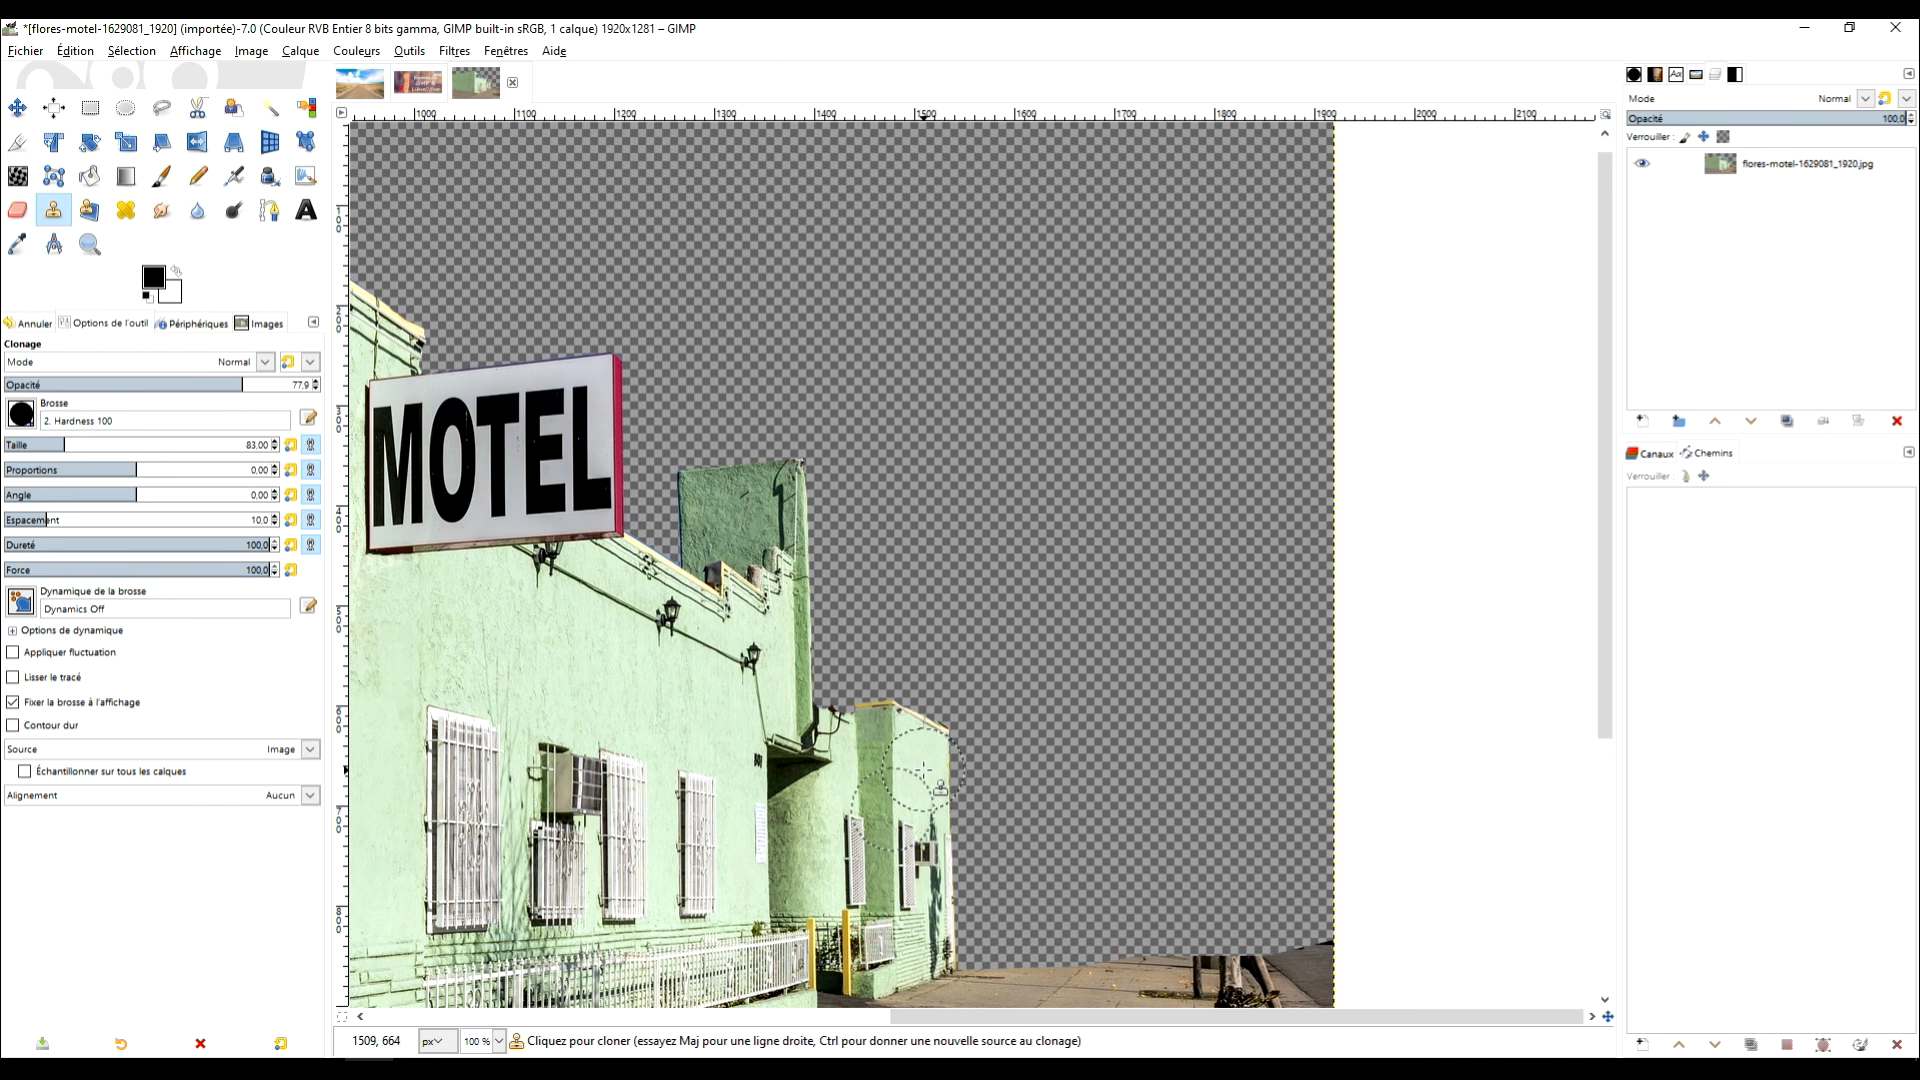 *[flores-motel-1629081_1920] (importée)-7.0 (Couleur RVB Entier 8 bits gamma, GIMP built-in sRGB, 1 calque) 1920x1281 – GIMP
Fichier Édition Sélection Affichage Image Calque Couleurs Outils Filtres Fenêtres Aide
1000 1100 1200 1300 1400 1500 1600 1700 1800 1900 2000 2100
Mode Normal
Opacité 100,0
Verrouiller :
flores-motel-1629081_1920.jpg
Annuler Options de l'outil Périphériques Images
Clonage
Mode Normal
Opacité 77,9
Brosse
2. Hardness 100
Taille 83,00
Proportions 0,00
Angle 0,00
Espacement 10,0
Dureté 100,0
Force 100,0
Dynamique de la brosse
Dynamics Off
Options de dynamique
Appliquer fluctuation
Lisser le tracé
Fixer la brosse à l'affichage
Contour dur
Source Image
Échantillonner sur tous les calques
Alignement Aucun
MOTEL
Canaux Chemins
Verrouiller :
1509, 664 px 100 % Cliquez pour cloner (essayez Maj pour une ligne droite, Ctrl pour donner une nouvelle source au clonage)